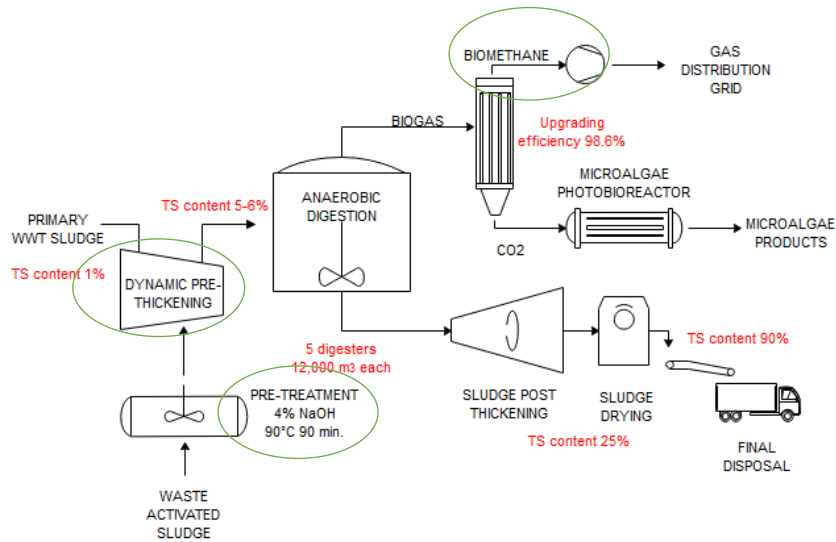 BIOMETHANE
GAS
DISTRIBUTION
GRID
BIOGAS
Upgrading
efficiency 98.6%
MICROALGAE
PHOTOBIOREACTOR
TS content 5-6%
ANAEROBIC
DIGESTION
PRIMARY
WWT SLUDGE
MICROALGAE
PRODUCTS
CO2
TS content 1%
DYNAMIC PRE-
THICKENING
5 digesters
12,000 m3 each
TS content 90%
PRE-TREATMENT
4% NaOH
90°C 90 min.
SLUDGE POST
THICKENING
SLUDGE
DRYING
TS content 25%
FINAL
DISPOSAL
WASTE
ACTIVATED
SLUDGE